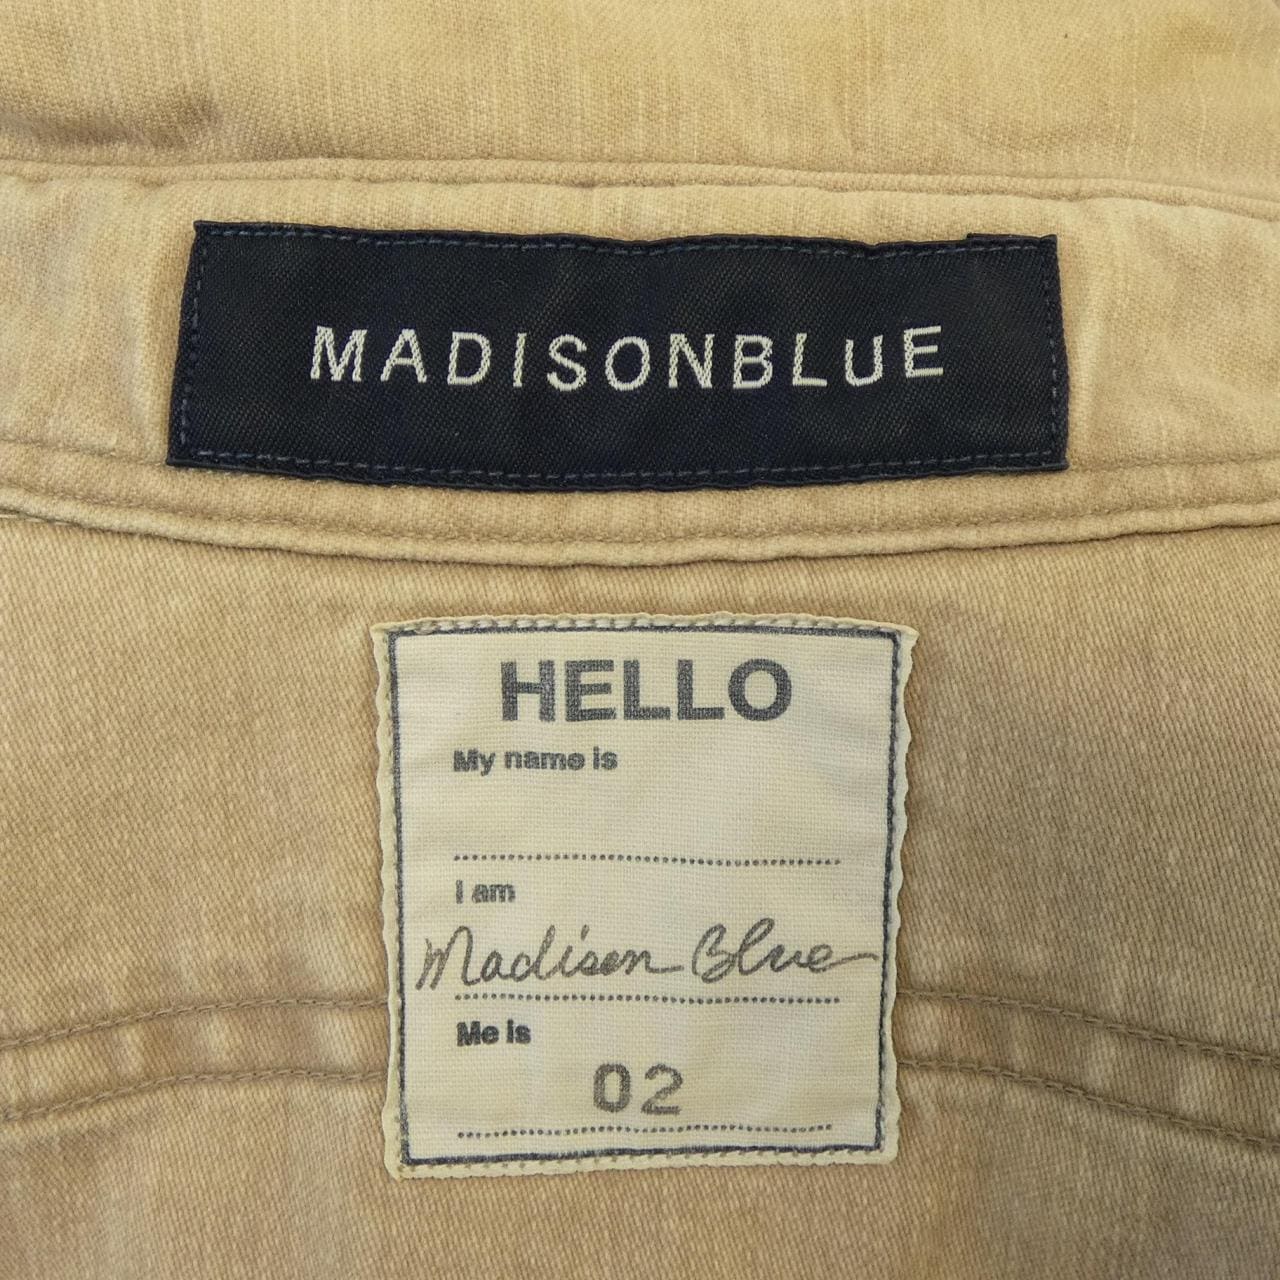 MADISONBLUE
HELLO
My name is
I am
Madison Blue
Me is
02